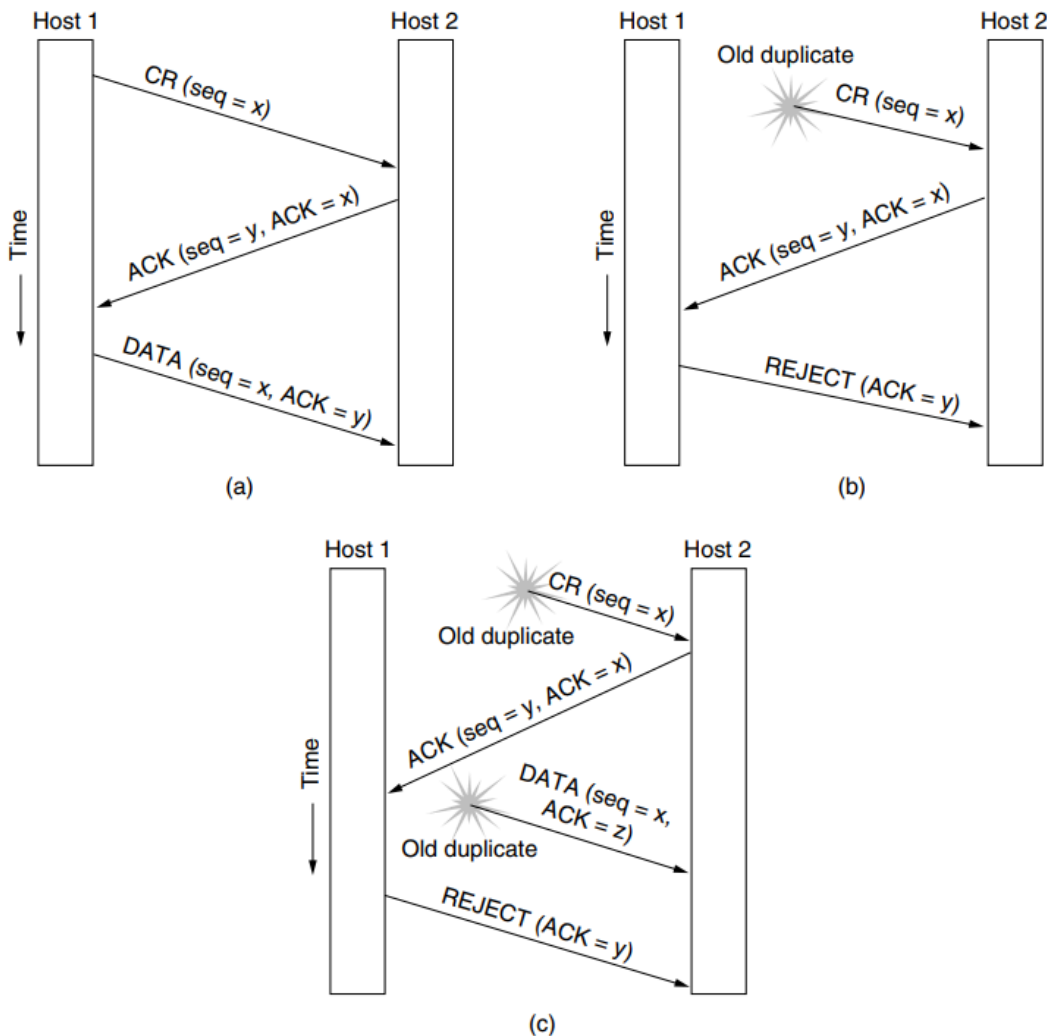 Host 1
Host 2
CR (seq = x)
ACK (seq = y, ACK = x)
DATA (seq = x, ACK = y)
Time
(a)
Host 1
Host 2
Old duplicate
CR (seq = x)
ACK (seq = y, ACK = x)
REJECT (ACK = y)
Time
(b)
Host 1
Host 2
CR (seq = x)
Old duplicate
ACK (seq = y, ACK = x)
DATA (seq = x,
ACK = z)
Old duplicate
REJECT (ACK = y)
Time
(c)